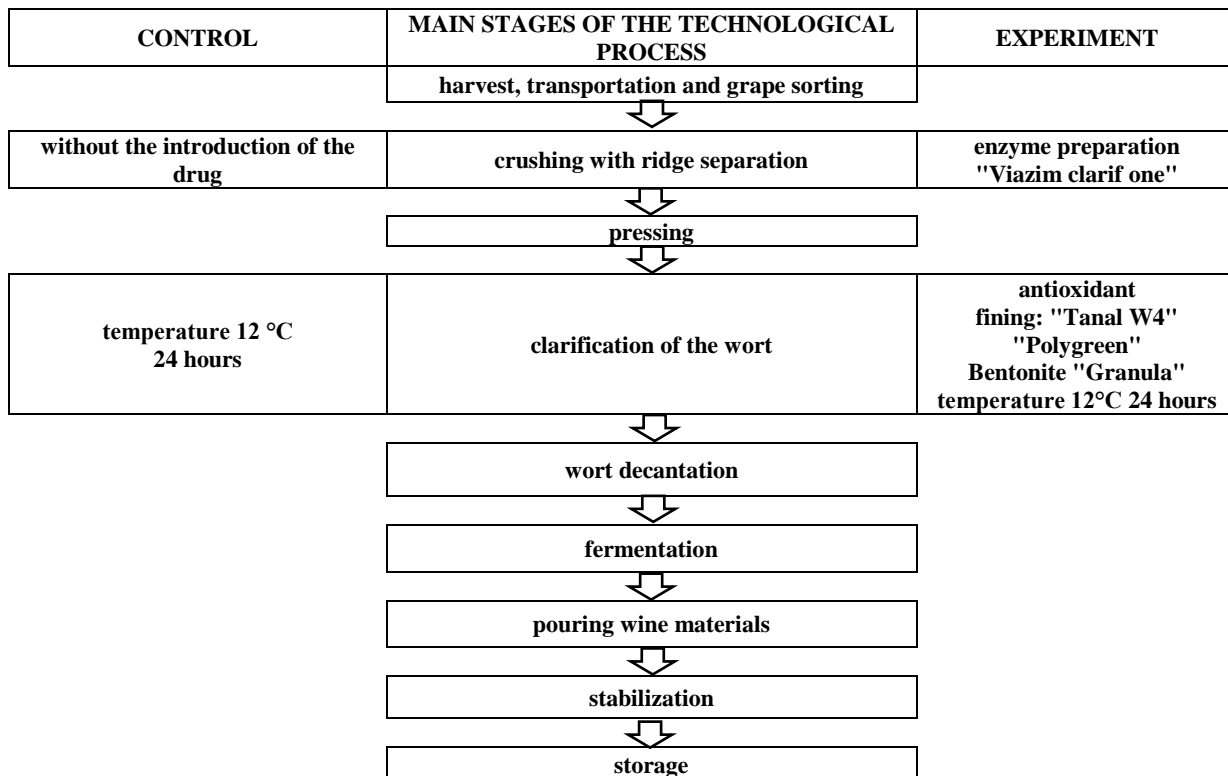 CONTROL
MAIN STAGES OF THE TECHNOLOGICAL
PROCESS
EXPERIMENT
harvest, transportation and grape sorting
without the introduction of the
drug
crushing with ridge separation
enzyme preparation
"Viazim clarif one"
pressing
temperature 12 °C
24 hours
clarification of the wort
antioxidant
fining: "Tanal W4"
"Polygreen"
Bentonite "Granula"
temperature 12°C 24 hours
wort decantation
fermentation
pouring wine materials
stabilization
storage